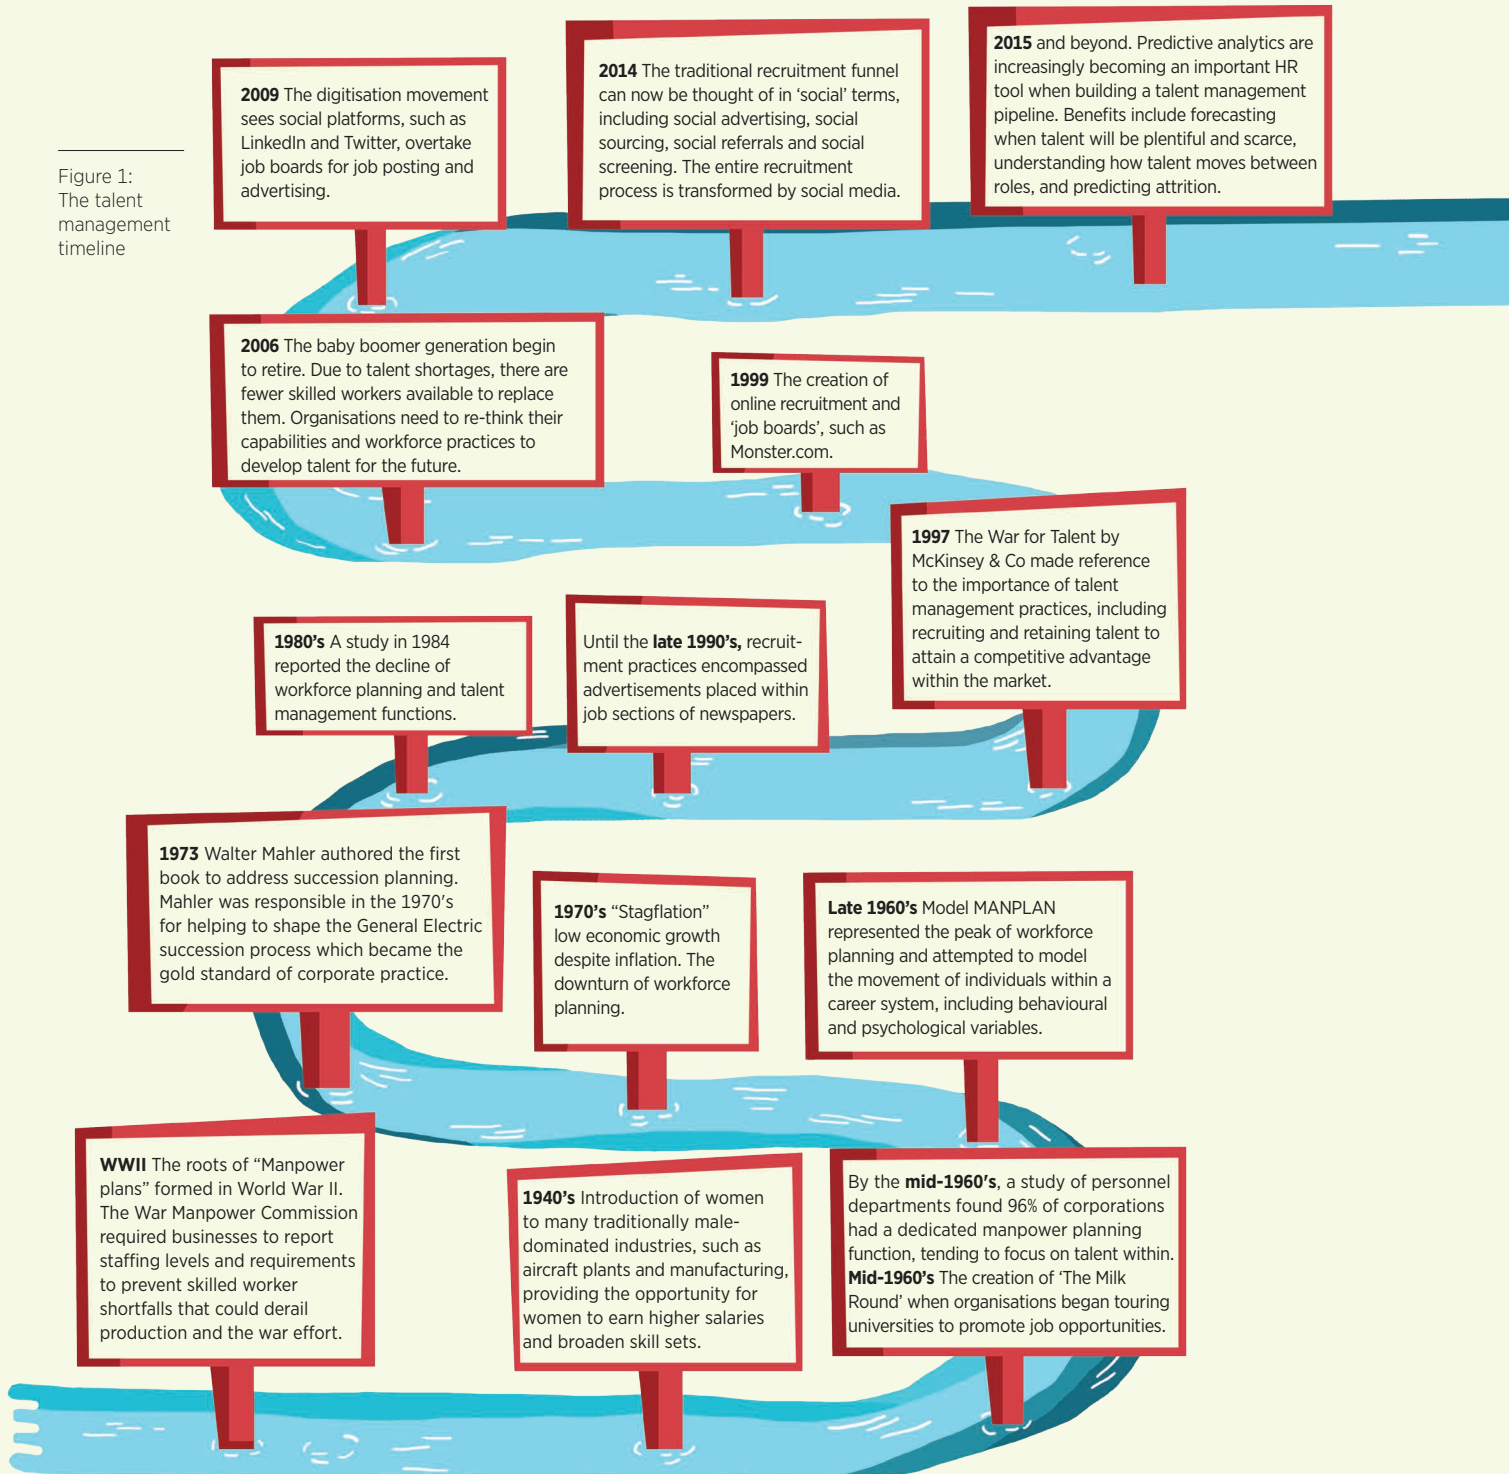 2009 The digitisation movement
sees social platforms, such as
LinkedIn and Twitter, overtake
job boards for job posting and
advertising.
2014 The traditional recruitment funnel
can now be thought of in ‘social’ terms,
including social advertising, social
sourcing, social referrals and social
screening. The entire recruitment
process is transformed by social media.
2015 and beyond. Predictive analytics are
increasingly becoming an important HR
tool when building a talent management
pipeline. Benefits include forecasting
when talent will be plentiful and scarce,
understanding how talent moves between
roles, and predicting attrition.
Figure 1:
The talent
management
timeline
2006 The baby boomer generation begin
to retire. Due to talent shortages, there are
fewer skilled workers available to replace
them. Organisations need to re-think their
capabilities and workforce practices to
develop talent for the future.
1999 The creation of
online recruitment and
‘job boards’, such as
Monster.com.
1997 The War for Talent by
McKinsey & Co made reference
to the importance of talent
management practices, including
recruiting and retaining talent to
attain a competitive advantage
within the market.
1980’s A study in 1984
reported the decline of
workforce planning and talent
management functions.
Until the late 1990’s, recruit-
ment practices encompassed
advertisements placed within
job sections of newspapers.
1973 Walter Mahler authored the first
book to address succession planning.
Mahler was responsible in the 1970's
for helping to shape the General Electric
succession process which became the
gold standard of corporate practice.
1970’s “Stagflation”
low economic growth
despite inflation. The
downturn of workforce
planning.
Late 1960’s Model MANPLAN
represented the peak of workforce
planning and attempted to model
the movement of individuals within a
career system, including behavioural
and psychological variables.
WWII The roots of “Manpower
plans” formed in World War II.
The War Manpower Commission
required businesses to report
staffing levels and requirements
to prevent skilled worker
shortfalls that could derail
production and the war effort.
1940’s Introduction of women
to many traditionally male-
dominated industries, such as
aircraft plants and manufacturing,
providing the opportunity for
women to earn higher salaries
and broaden skill sets.
By the mid-1960’s, a study of personnel
departments found 96% of corporations
had a dedicated manpower planning
function, tending to focus on talent within.
Mid-1960’s The creation of ‘The Milk
Round’ when organisations began touring
universities to promote job opportunities.